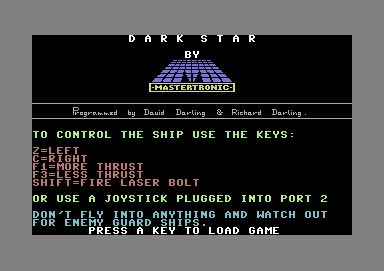 DARK STAR
BY
·MASTERTRONIC·
Programmed by David Darling & Richard Darling.
TO CONTROL THE SHIP USE THE KEYS:
Z=LEFT
C=RIGHT
F1=MORE THRUST
F3=LESS THRUST
SHIFT=FIRE LASER BOLT
OR USE A JOYSTICK PLUGGED INTO PORT 2
DON'T FLY INTO ANYTHING AND WATCH OUT
FOR ENEMY GUARD SHIPS.
PRESS A KEY TO LOAD GAME